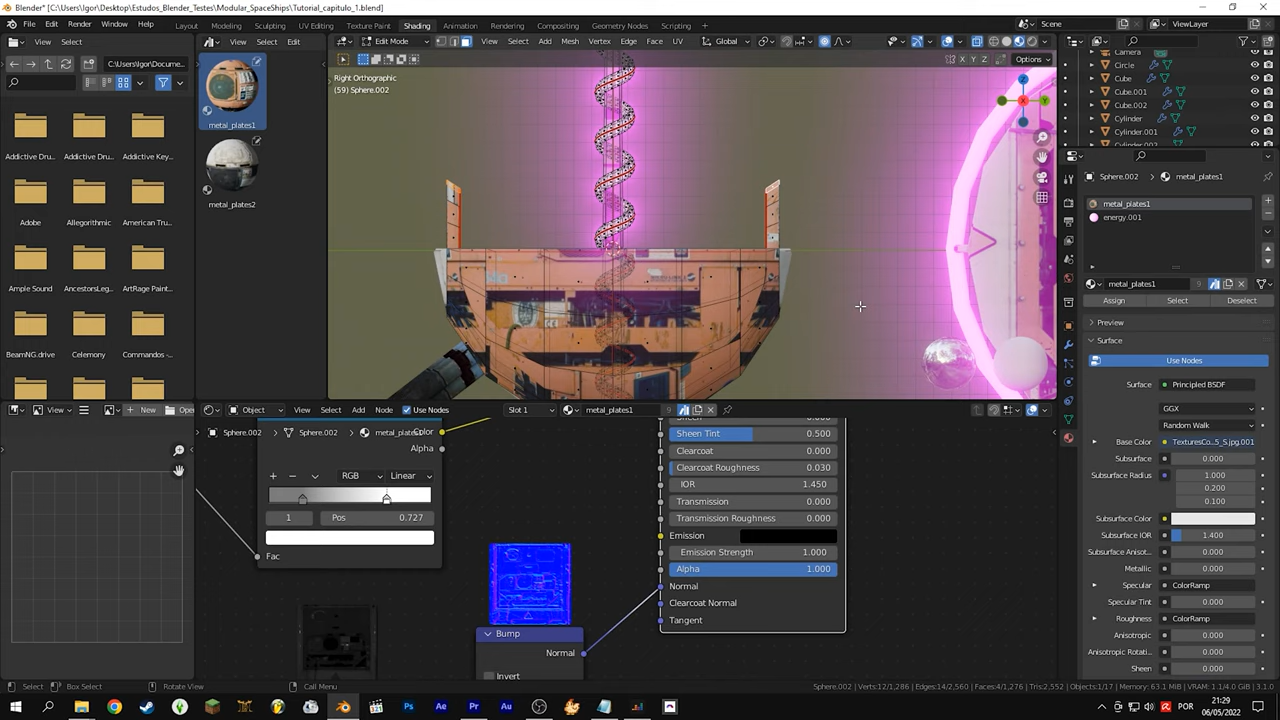 Blender* [C:\Users\Igor\Desktop\Estudos_Blender_Testes\Modular_SpaceShips\Tutorial_capitulo_1.blend]
File Edit Render Window Help Layout Modeling Sculpting UV Editing Texture Paint Shading Animation Rendering Compositing Geometry Nodes Scripting Scene ViewLayer
View Select View Select Edit Edit Mode View Select Add Mesh Vertex Edge Face UV Global
C:\Users\Igor\Docume... X Y Z Options
Camera
Circle
Cube
Cube.001
Cube.002
Cylinder
Cylinder.001
Cylinder.002
Right Orthographic
(59) Sphere.002
metal_plates1
metal_plates2
Addictive Dru... Addictive Dru... Addictive Key...
Adobe Allegorithmic American Tru...
Ample Sound AncestorsLeg... ArtRage Paint...
BeamNG.drive Celemony Commandos -...
Sphere.002 metal_plates1
metal_plates1
energy.001
metal_plates1 9
Assign Select Deselect
Preview
Surface
Use Nodes
Surface Principled BSDF
GGX
Random Walk
Base Color TexturesCo..5_S.jpg.001
Subsurface 0.000
Subsurface Radius 1.000
0.200
0.100
Subsurface Color
Subsurface IOR 1.400
Subsurface Anisot... 0.000
Metallic 0.000
Specular ColorRamp
Specular Tint 0.000
Roughness ColorRamp
Anisotropic 0.000
Anisotropic Rotati... 0.000
Sheen 0.000
View New Open
Object View Select Add Node Use Nodes Slot 1 metal_plates1 9
Sphere.002 Sphere.002 metal_plates1
Color
Alpha
RGB Linear
1 Pos 0.727
Fac
Bump
Normal
Invert
Sheen 0.000
Sheen Tint 0.500
Clearcoat 0.000
Clearcoat Roughness 0.030
IOR 1.450
Transmission 0.000
Transmission Roughness 0.000
Emission
Emission Strength 1.000
Alpha 1.000
Normal
Clearcoat Normal
Tangent
Select Box Select Rotate View Call Menu Sphere.002 | Verts:12/1,286 | Edges:14/2,560 | Faces:4/1,276 | Tris:2,552 | Objects:1/17 | Memory: 63.1 MiB | VRAM: 1.1/4.0 GiB | 3.1.0
Ps Ae Pr Au POR 21:29
06/05/2022